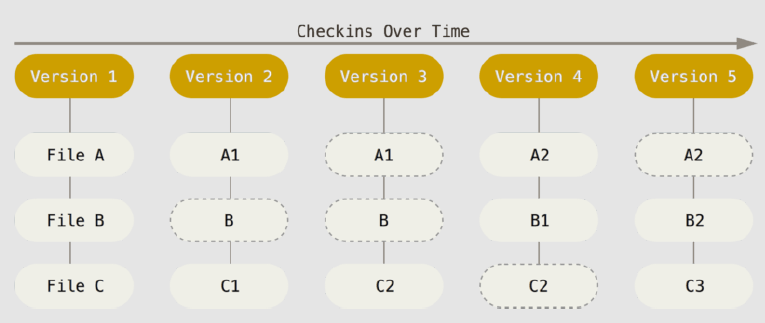 Checkins Over Time
Version 1 Version 2 Version 3 Version 4 Version 5
File A A1 A1 A2 A2
File B B B B1 B2
File C C1 C2 C2 C3